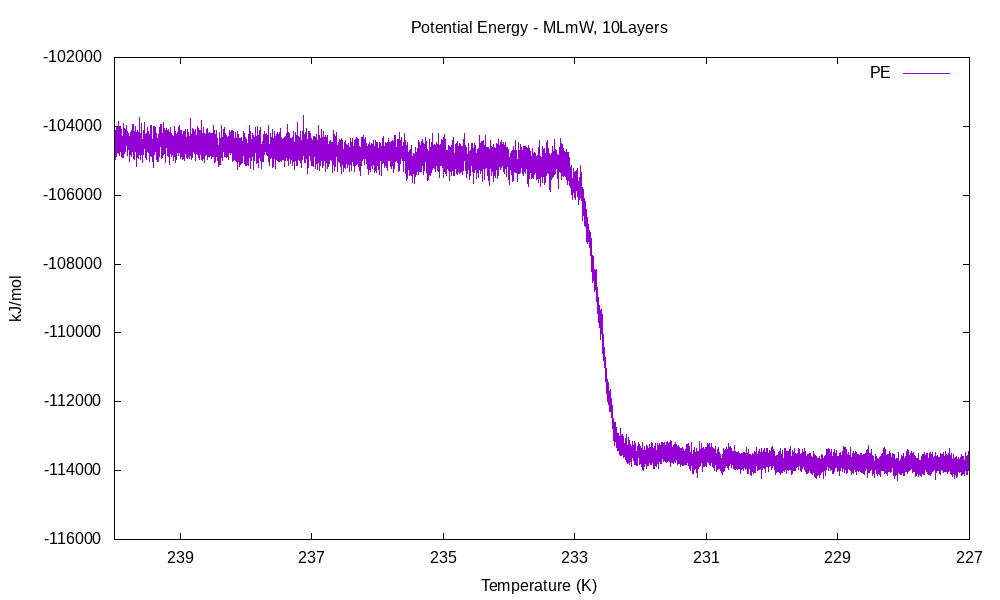 Potential Energy - MLmW, 10Layers
PE
-102000
-104000
-106000
-108000
-110000
-112000
-114000
-116000
kJ/mol
239 237 235 233 231 229 227
Temperature (K)